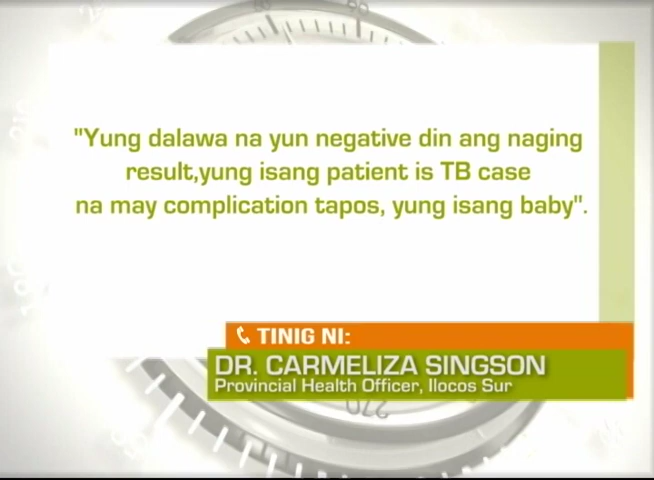 "Yung dalawa na yun negative din ang naging
result,yung isang patient is TB case
na may complication tapos, yung isang baby".
TINIG NI:
DR. CARMELIZA SINGSON
Provincial Health Officer, Ilocos Sur
270